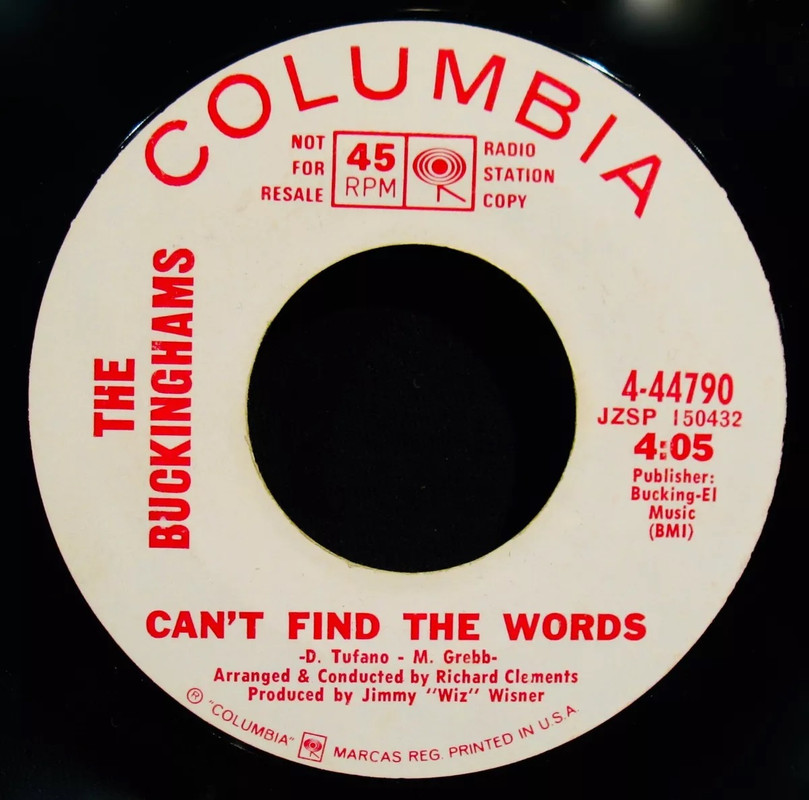 COLUMBIA
NOT
FOR
RESALE
45
RPM
RADIO
STATION
COPY
THE
BUCKINGHAMS
4-44790
JZSP 150432
4:05
Publisher:
Bucking-El
Music
(BMI)
CAN'T FIND THE WORDS
-D. Tufano - M. Grebb-
Arranged & Conducted by Richard Clements
Produced by Jimmy "Wiz" Wisner
Ⓡ "COLUMBIA" MARCAS REG. PRINTED IN U.S.A.